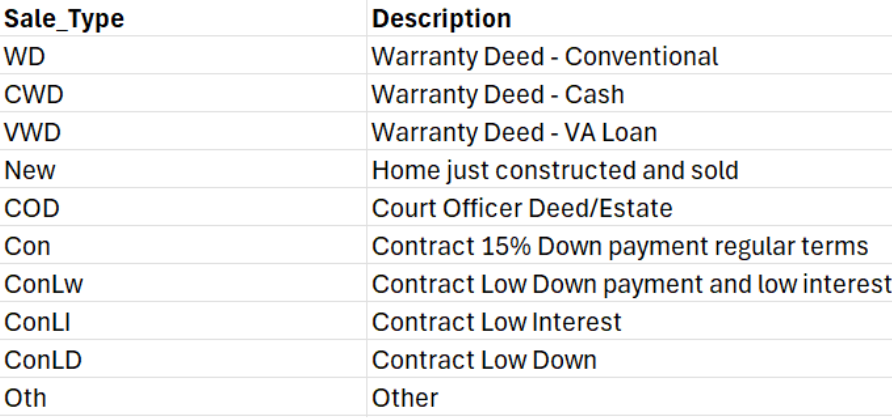 Sale_Type Description
WD Warranty Deed - Conventional
CWD Warranty Deed - Cash
VWD Warranty Deed - VA Loan
New Home just constructed and sold
COD Court Officer Deed/Estate
Con Contract 15% Down payment regular terms
ConLw Contract Low Down payment and low interest
ConLI Contract Low Interest
ConLD Contract Low Down
Oth Other